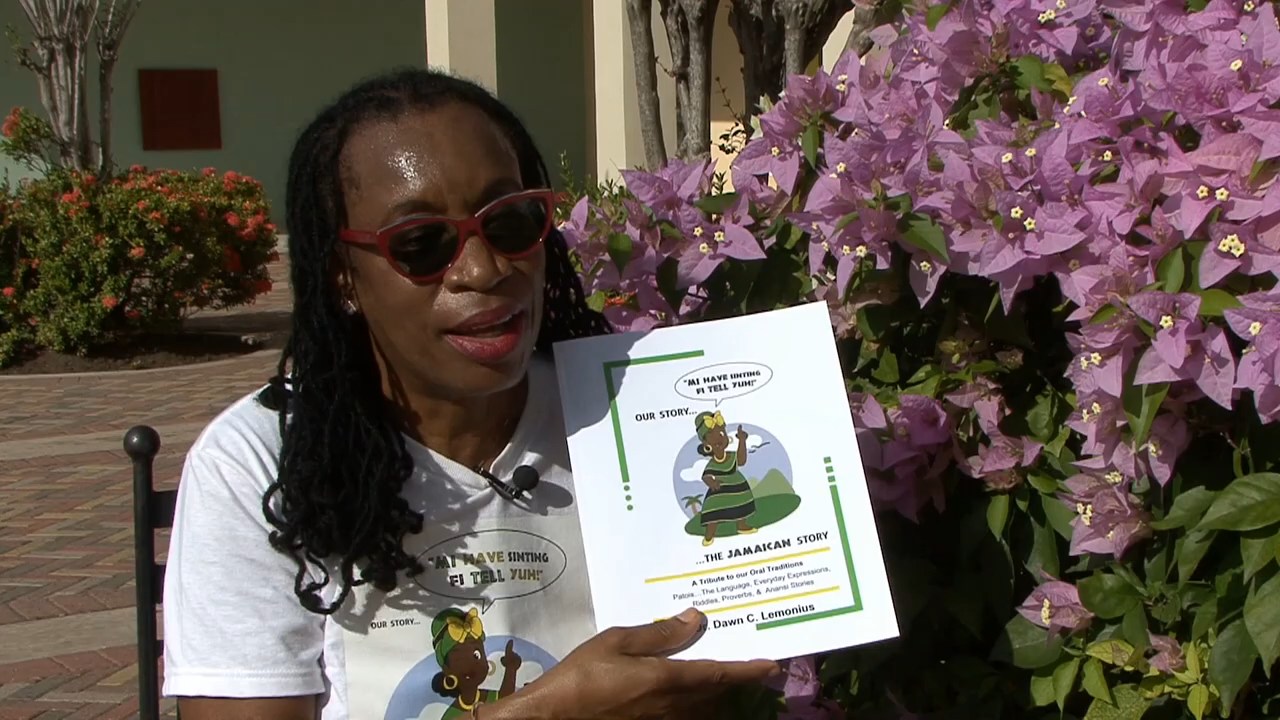 "MI HAVE SINTING
FI TELL YUH!"
OUR STORY...
...THE JAMAICAN STORY
A Tribute to our Oral Traditions
Patois...The Language, Everyday Expressions,
Riddles, Proverbs, & Anansi Stories
Dawn C. Lemonius
"MI HAVE SINTING
FI TELL YUH!"
OUR STORY...